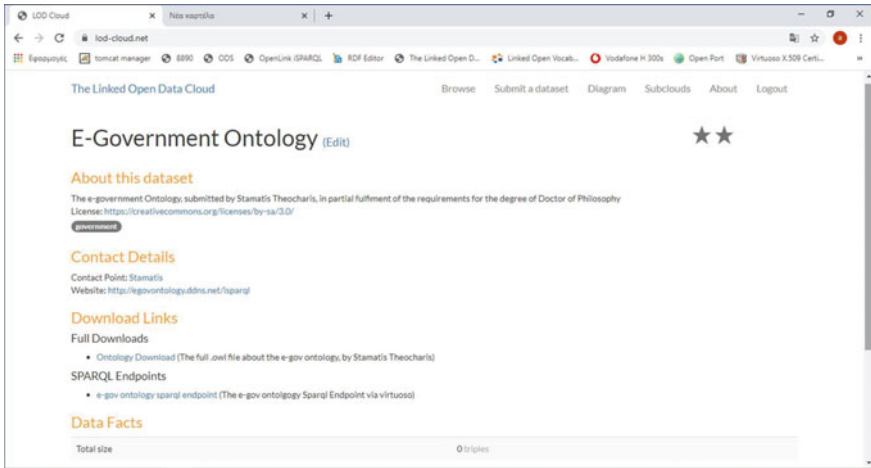 LOD Cloud
Νέα καρτέλα
lod-cloud.net
Εφαρμογές tomcat manager 8890 ODS OpenLink iSPARQL RDF Editor The Linked Open D... Linked Open Vocab... Vodafone H 300s Open Port Virtuoso X.509 Certi...
The Linked Open Data Cloud Browse Submit a dataset Diagram Subclouds About Logout
E-Government Ontology (Edit)
About this dataset
The e-government Ontology, submitted by Stamatis Theocharis, in partial fulfiment of the requirements for the degree of Doctor of Philosophy
License: https://creativecommons.org/licenses/by-sa/3.0/
government
Contact Details
Contact Point: Stamatis
Website: http://egovontology.ddns.net/isparql
Download Links
Full Downloads
Ontology Download (The full .owl file about the e-gov ontology, by Stamatis Theocharis)
SPARQL Endpoints
e-gov ontology sparql endpoint (The e-gov ontolgogy Sparql Endpoint via virtuoso)
Data Facts
Total size 0 triples